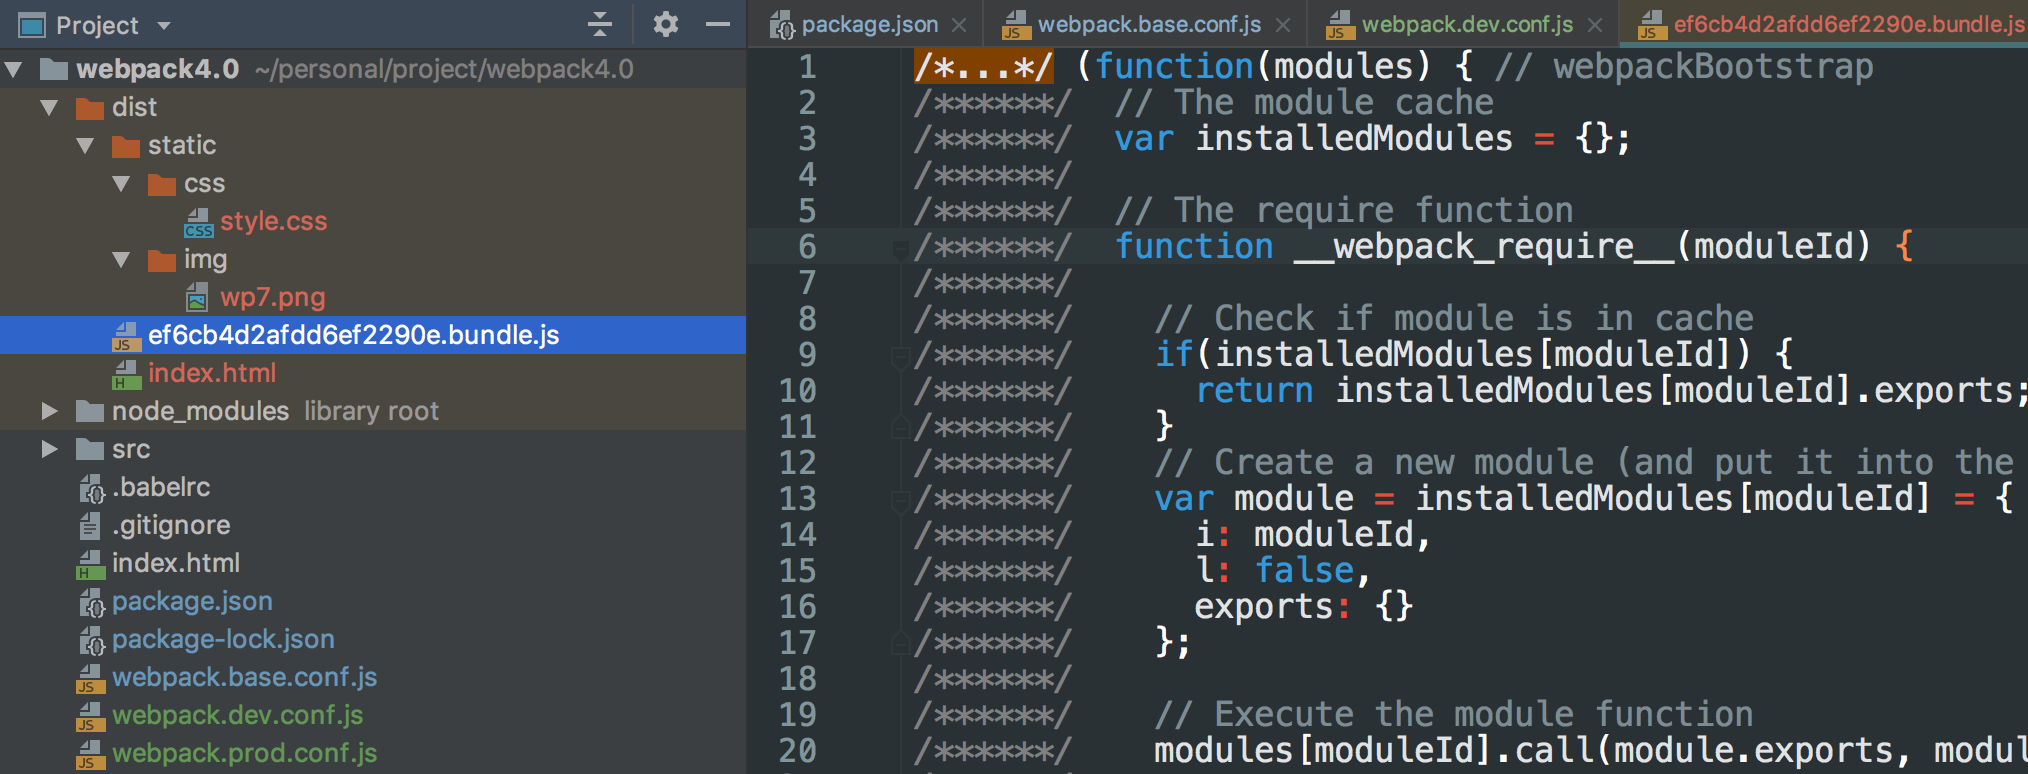 Project
webpack4.0 ~/personal/project/webpack4.0
dist
static
css
CSS style.css
img
wp7.png
JS ef6cb4d2afdd6ef2290e.bundle.js
H index.html
node_modules library root
src
.babelrc
.gitignore
H index.html
package.json
package-lock.json
JS webpack.base.conf.js
JS webpack.dev.conf.js
JS webpack.prod.conf.js
package.json JS webpack.base.conf.js JS webpack.dev.conf.js JS ef6cb4d2afdd6ef2290e.bundle.js
1 /*...*/ (function(modules) { // webpackBootstrap
2 /******/ // The module cache
3 /******/ var installedModules = {};
4 /******/
5 /******/ // The require function
6 /******/ function __webpack_require__(moduleId) {
7 /******/
8 /******/ // Check if module is in cache
9 /******/ if(installedModules[moduleId]) {
10 /******/ return installedModules[moduleId].exports;
11 /******/ }
12 /******/ // Create a new module (and put it into the
13 /******/ var module = installedModules[moduleId] = {
14 /******/ i: moduleId,
15 /******/ l: false,
16 /******/ exports: {}
17 /******/ };
18 /******/
19 /******/ // Execute the module function
20 /******/ modules[moduleId].call(module.exports, modul